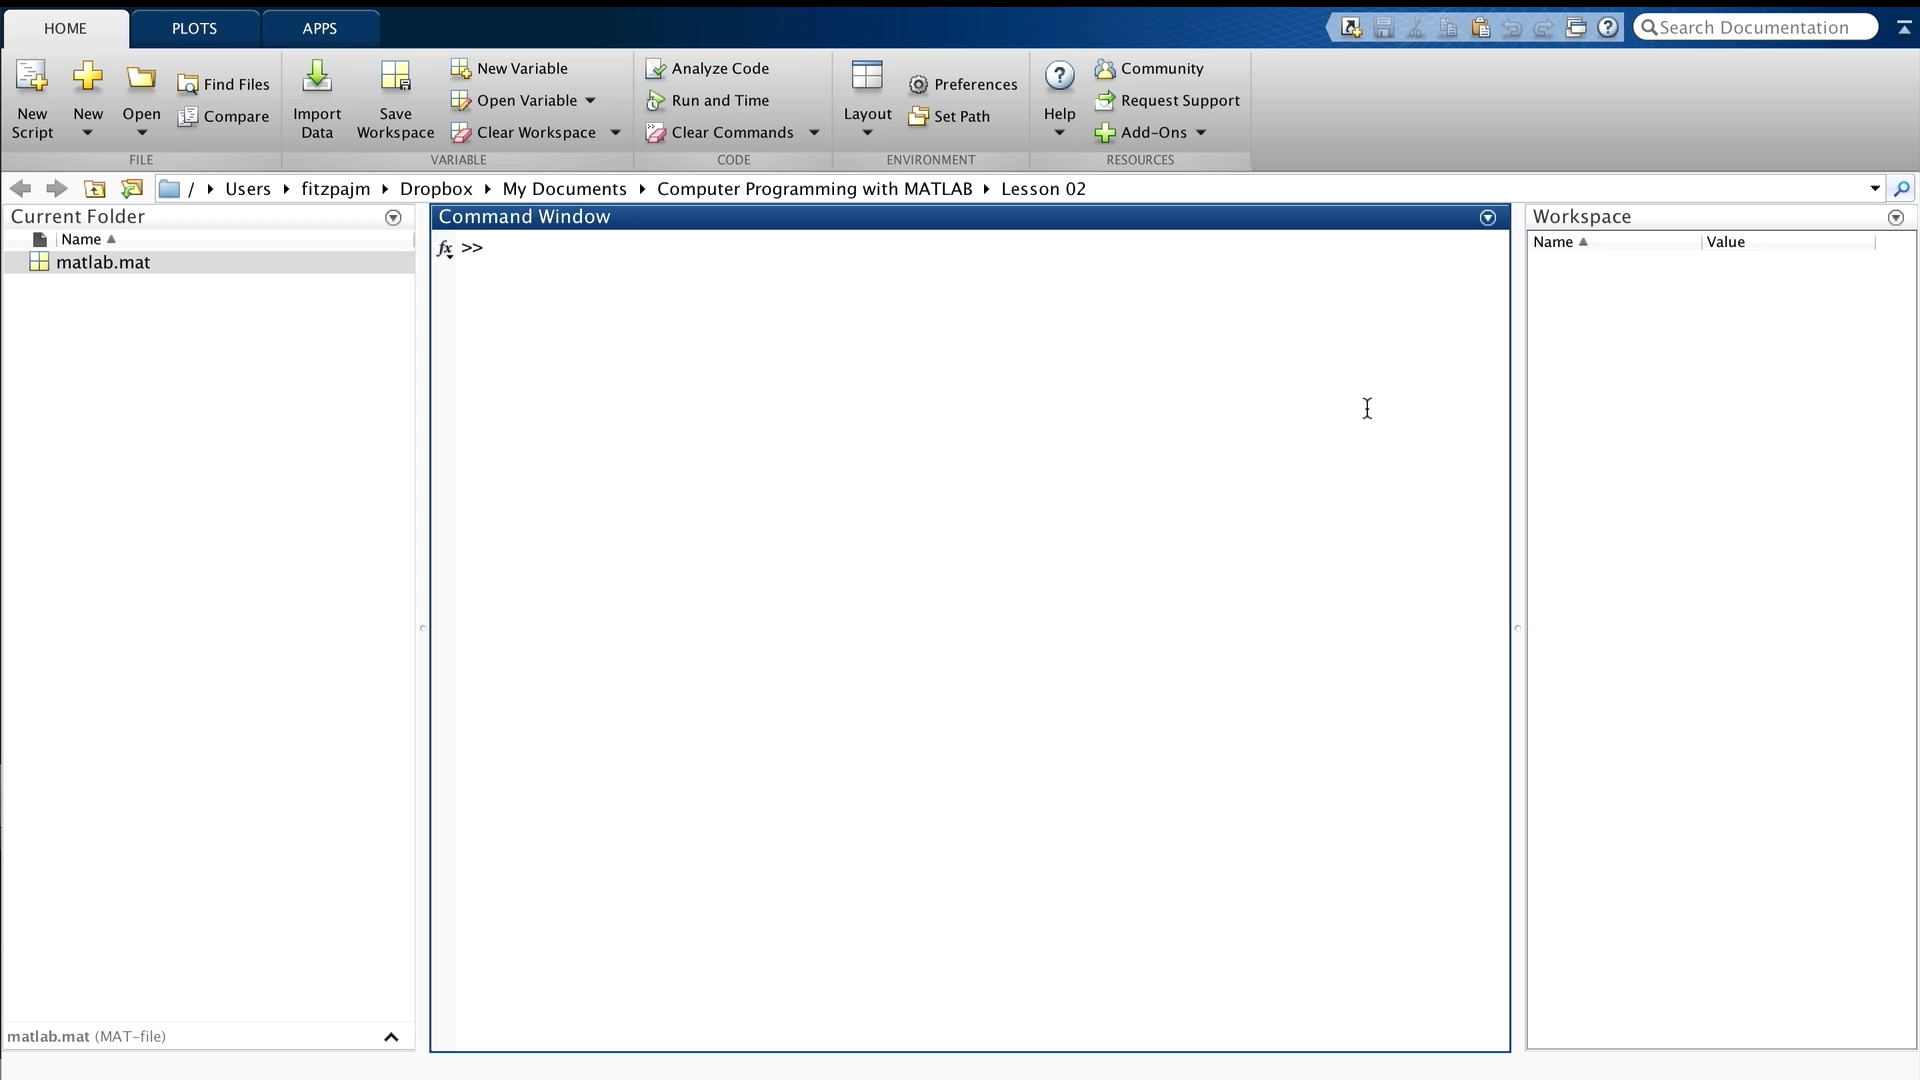 HOME PLOTS APPS
Search Documentation
New Script
New
Open
Find Files
Compare
FILE
Import Data
Save Workspace
New Variable
Open Variable
Clear Workspace
VARIABLE
Analyze Code
Run and Time
Clear Commands
CODE
Layout
Preferences
Set Path
ENVIRONMENT
Help
Community
Request Support
Add-Ons
RESOURCES
/ Users fitzpajm Dropbox My Documents Computer Programming with MATLAB Lesson 02
Current Folder
Name
matlab.mat
matlab.mat (MAT-file)
Command Window
fx >>
Workspace
Name Value